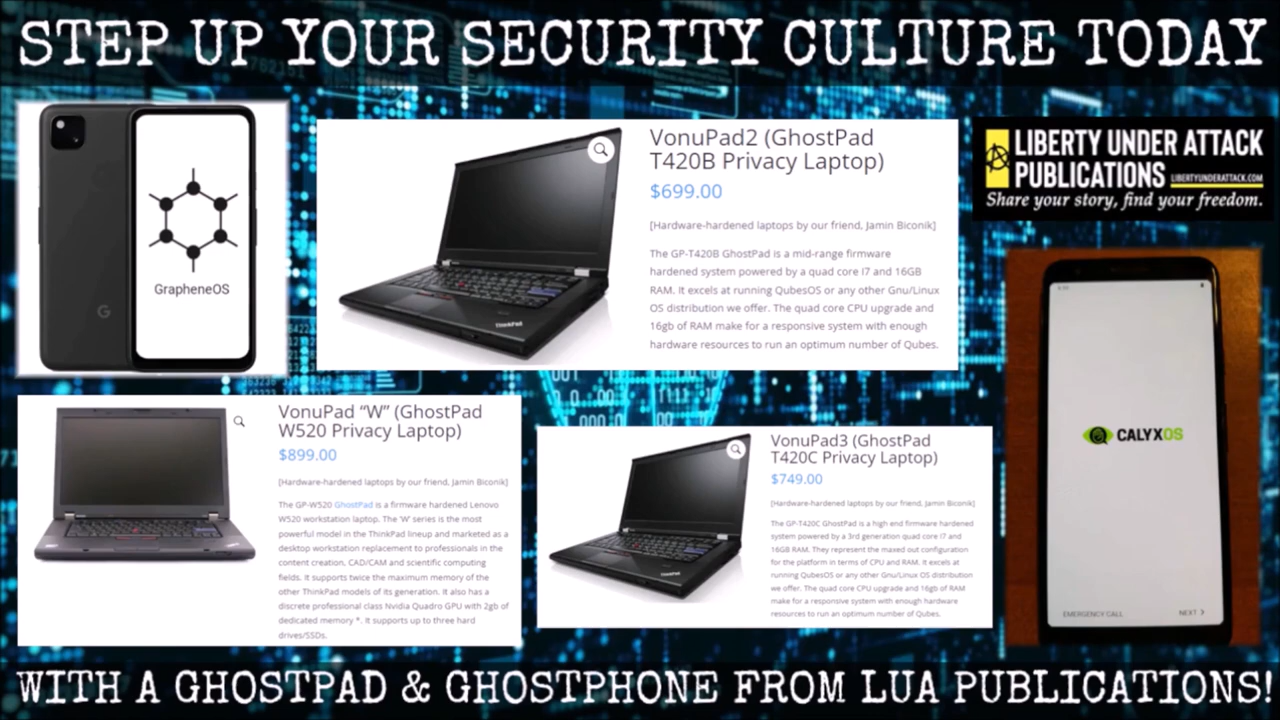 STEP UP YOUR SECURITY CULTURE TODAY
GrapheneOS
VonuPad2 (GhostPad
T420B Privacy Laptop)
$699.00
[Hardware-hardened laptops by our friend, Jamin Biconik]
The GP-T420B GhostPad is a mid-range firmware
hardened system powered by a quad core I7 and 16GB
RAM. It excels at running QubesOS or any other Gnu/Linux
OS distribution we offer. The quad core CPU upgrade and
16gb of RAM make for a responsive system with enough
hardware resources to run an optimum number of Qubes.
ThinkPad
LIBERTY UNDER ATTACK
PUBLICATIONS
LIBERTYUNDERATTACK.COM
Share your story, find your freedom.
VonuPad "W" (GhostPad
W520 Privacy Laptop)
$899.00
[Hardware-hardened laptops by our friend, Jamin Biconik]
The GP-W520 GhostPad is a firmware hardened Lenovo
W520 workstation laptop. The 'W' series is the most
powerful model in the ThinkPad lineup and marketed as a
desktop workstation replacement to professionals in the
content creation, CAD/CAM and scientific computing
fields. It supports twice the maximum memory of the
other ThinkPad models of its generation. It also has a
discrete professional class Nvidia Quadro GPU with 2gb of
dedicated memory *. It supports up to three hard
drives/SSDs.
VonuPad3 (GhostPad
T420C Privacy Laptop)
$749.00
[Hardware-hardened laptops by our friend, Jamin Biconik]
The GP-T420C GhostPad is a high end firmware hardened
system powered by a 3rd generation quad core I7 and
16GB RAM. They represent the maxed out configuration
for the platform in terms of CPU and RAM. It excels at
running QubesOS or any other Gnu/Linux OS distribution
we offer. The quad core CPU upgrade and 16gb of RAM
make for a responsive system with enough hardware
resources to run an optimum number of Qubes.
ThinkPad
CALYXOS
EMERGENCY CALL
NEXT >
WITH A GHOSTPAD & GHOSTPHONE FROM LUA PUBLICATIONS!